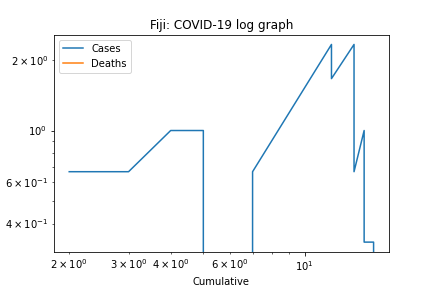 Fiji: COVID-19 log graph
Cases
Deaths
2 × 10⁰
10⁰
6 × 10⁻¹
4 × 10⁻¹
2 × 10⁰ 3 × 10⁰ 4 × 10⁰ 6 × 10⁰ 10¹
Cumulative